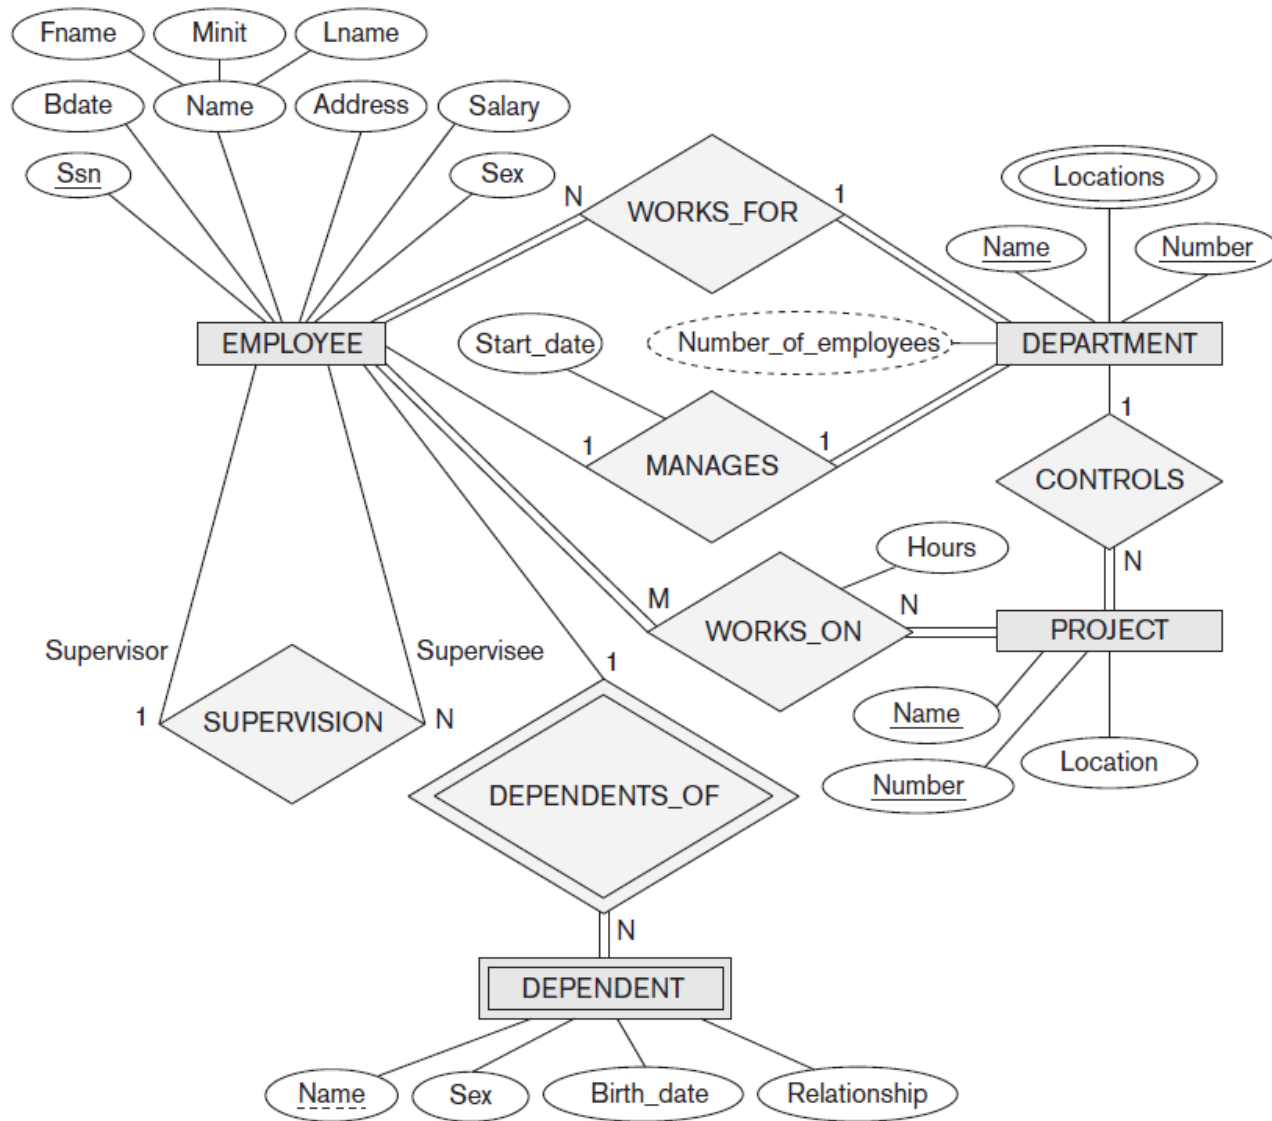 Fname
Minit
Lname
Bdate
Name
Address
Salary
Ssn
Sex
N
WORKS_FOR
1
Locations
Name
Number
EMPLOYEE
Start_date
Number_of_employees
DEPARTMENT
1
MANAGES
1
1
CONTROLS
N
Hours
M
WORKS_ON
N
PROJECT
Supervisor
Supervisee
1
1
SUPERVISION
N
Name
Number
Location
DEPENDENTS_OF
N
DEPENDENT
Name
Sex
Birth_date
Relationship